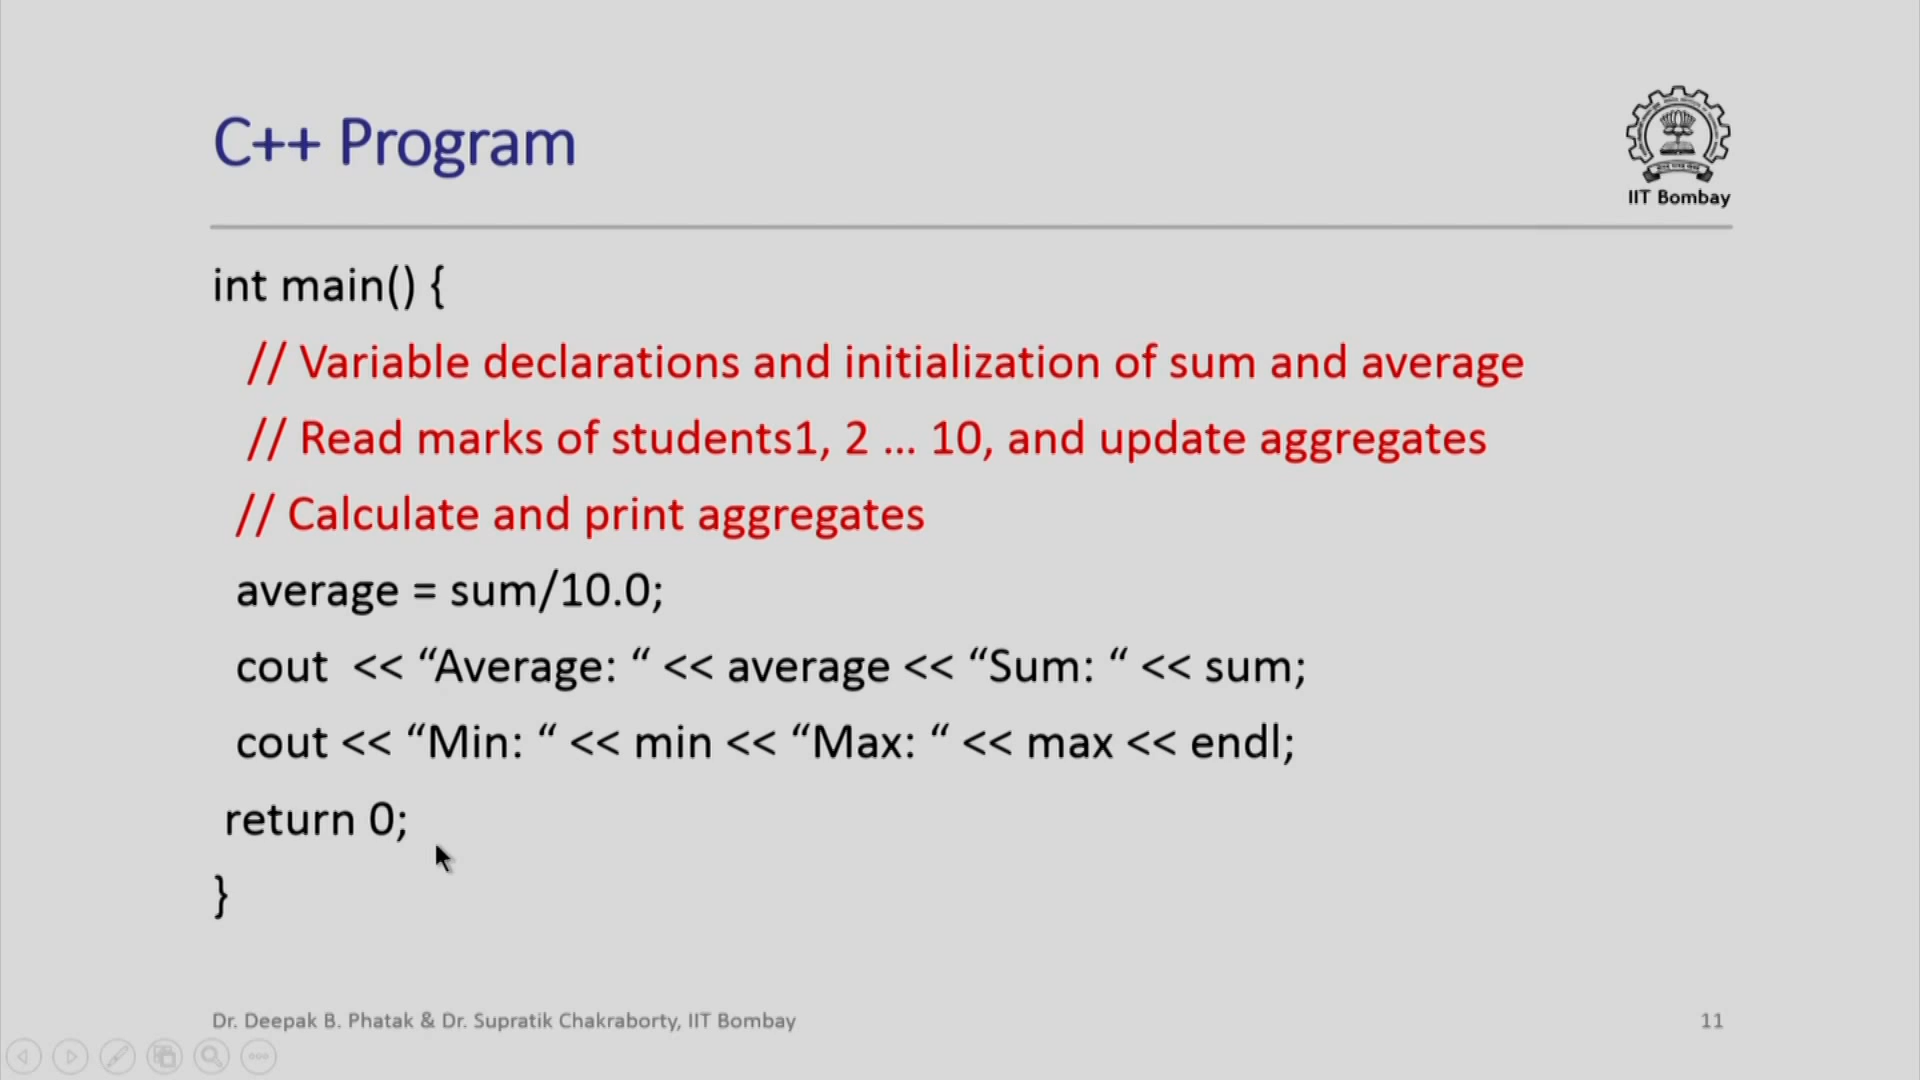 C++ Program
IIT Bombay
int main() {
// Variable declarations and initialization of sum and average
// Read marks of students1, 2 ... 10, and update aggregates
// Calculate and print aggregates
average = sum/10.0;
cout  << “Average: “ << average << “Sum: “ << sum;
cout << “Min: “ << min << “Max: “ << max << endl;
return 0;
}
Dr. Deepak B. Phatak & Dr. Supratik Chakraborty, IIT Bombay
11